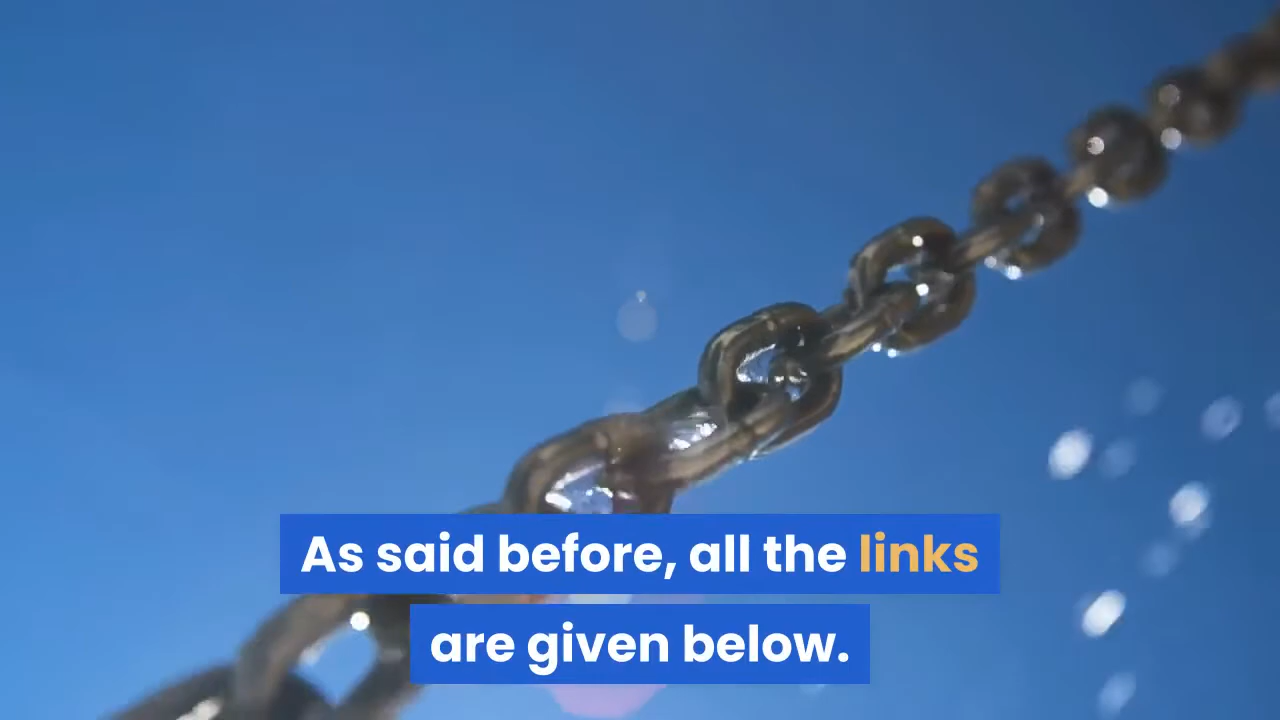 As said before, all the links
are given below.